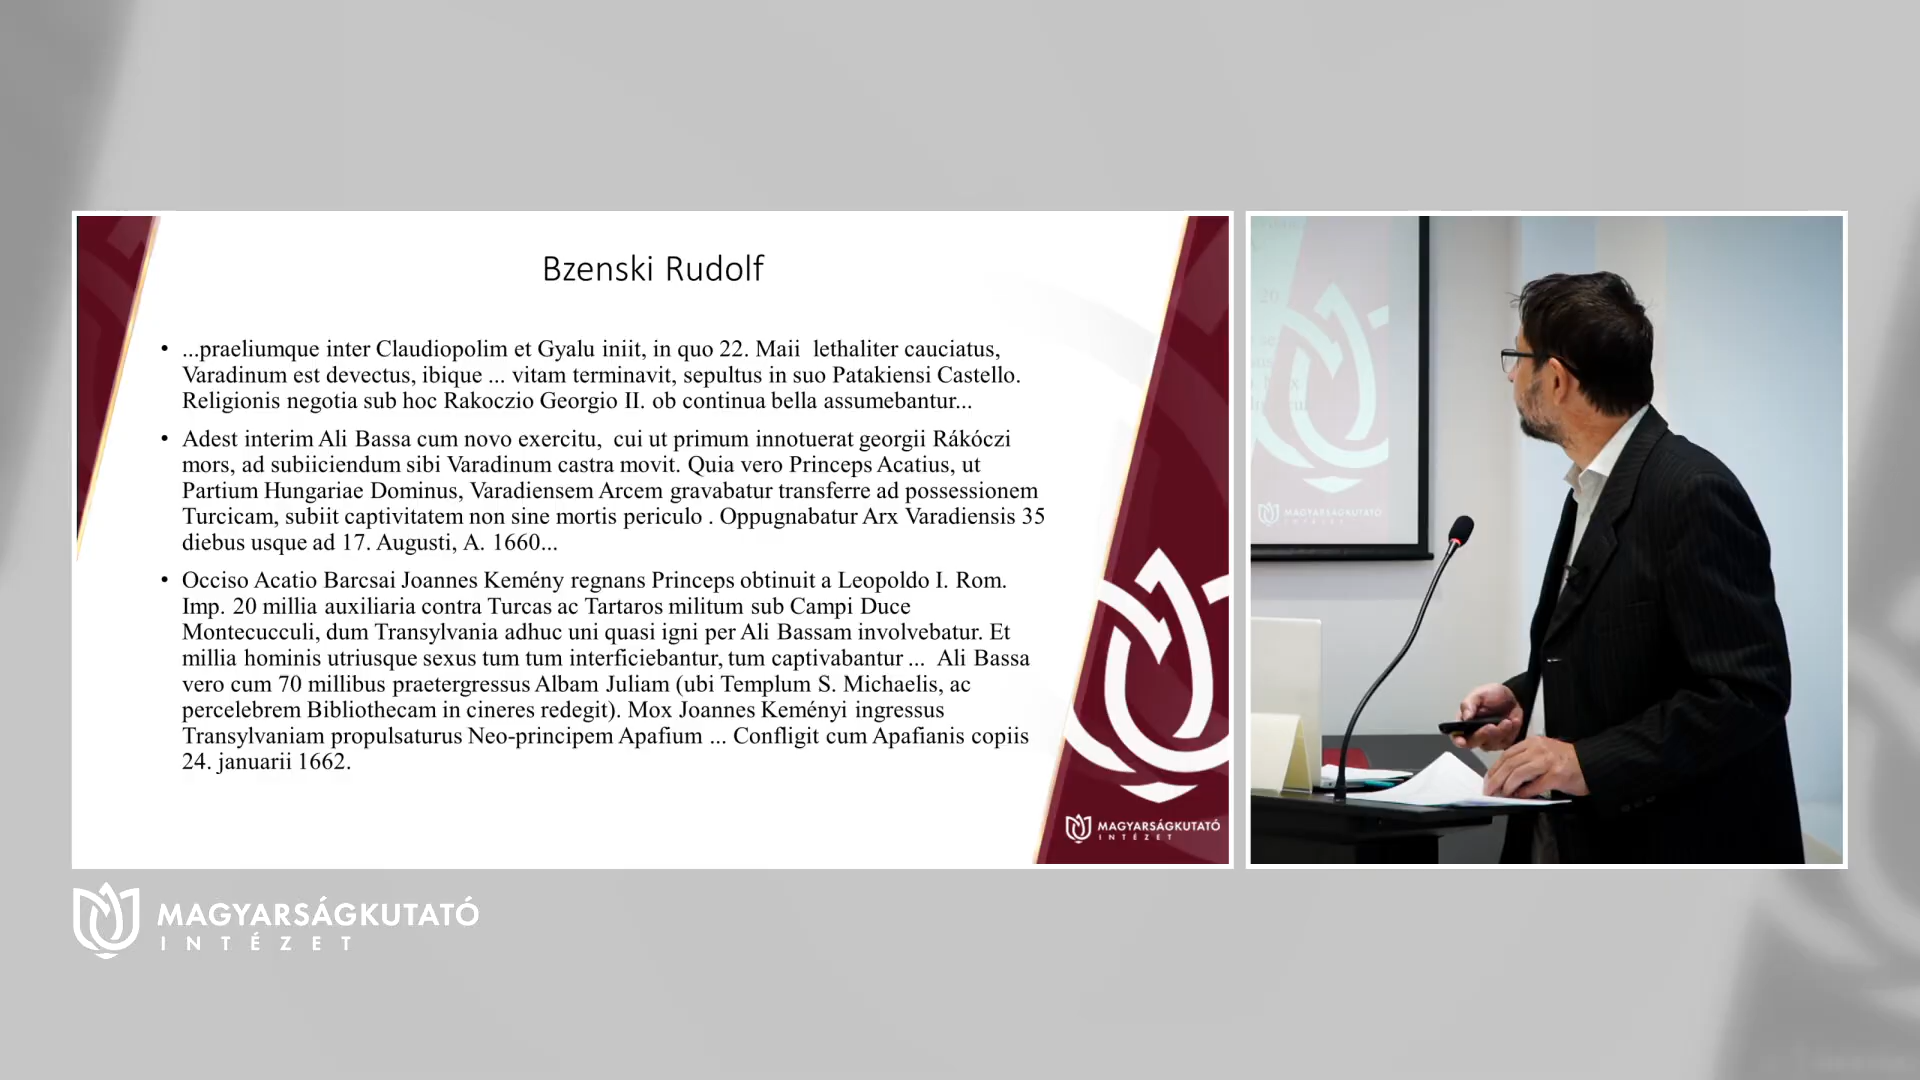 Bzenski Rudolf
• ...praeliumque inter Claudiopolim et Gyalu iniit, in quo 22. Maii lethaliter cauciatus,
Varadinum est devectus, ibique ... vitam terminavit, sepultus in suo Patakiensi Castello.
Religionis negotia sub hoc Rakoczio Georgio II. ob continua bella assumebantur...
• Adest interim Ali Bassa cum novo exercitu, cui ut primum innotuerat georgii Rákóczi
mors, ad subiiciendum sibi Varadinum castra movit. Quia vero Princeps Acatius, ut
Partium Hungariae Dominus, Varadiensem Arcem gravabatur transferre ad possessionem
Turcicam, subiit captivitatem non sine mortis periculo . Oppugnabatur Arx Varadiensis 35
diebus usque ad 17. Augusti, A. 1660...
• Occiso Acatio Barcsai Joannes Kemény regnans Princeps obtinuit a Leopoldo I. Rom.
Imp. 20 millia auxiliaria contra Turcas ac Tartaros militum sub Campi Duce
Montecucculi, dum Transylvania adhuc uni quasi igni per Ali Bassam involvebatur. Et
millia hominis utriusque sexus tum tum interficiebantur, tum captivabantur ... Ali Bassa
vero cum 70 millibus praetergressus Albam Juliam (ubi Templum S. Michaelis, ac
percelebrem Bibliothecam in cineres redegit). Mox Joannes Keményi ingressus
Transylvaniam propulsaturus Neo-principem Apafium ... Confligit cum Apafianis copiis
24. januarii 1662.
MAGYARSÁGKUTATÓ
INTÉZET
MAGYARSÁGKUTATÓ
INTÉZET
20
MAGYARSÁGKUTATÓ
INTÉZET